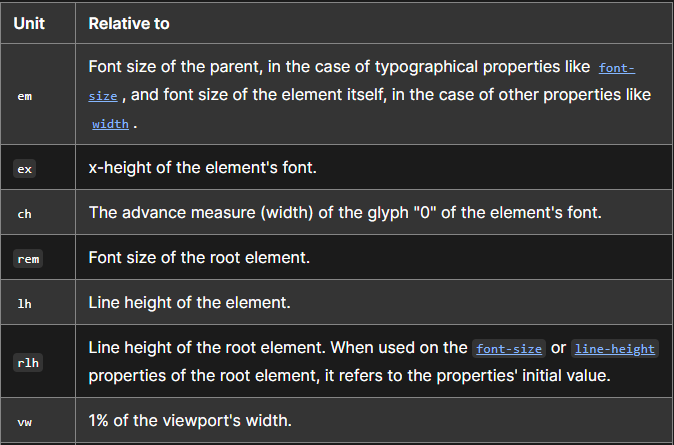 Unit Relative to
Font size of the parent, in the case of typographical properties like font-
em size , and font size of the element itself, in the case of other properties like
width .
ex x-height of the element's font.
ch The advance measure (width) of the glyph "0" of the element's font.
rem Font size of the root element.
lh Line height of the element.
Line height of the root element. When used on the font-size or line-height
rlh properties of the root element, it refers to the properties' initial value.
vw 1% of the viewport's width.